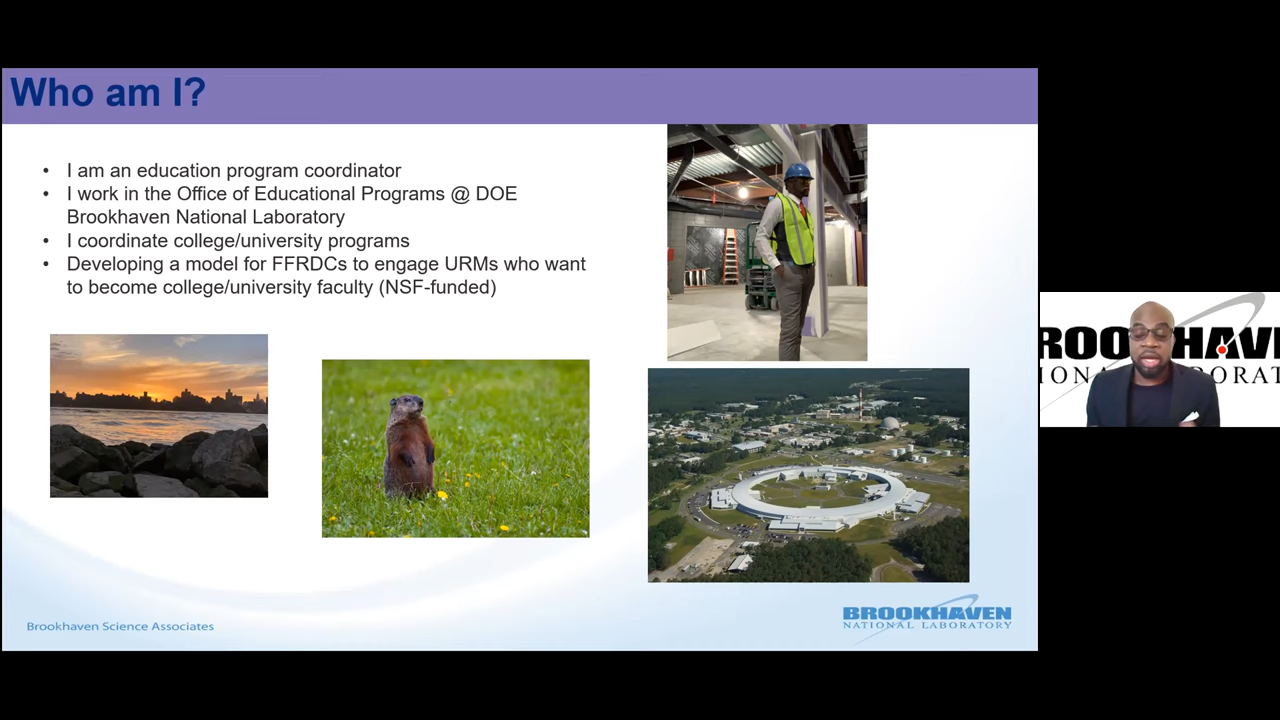 Who am I?
• I am an education program coordinator
• I work in the Office of Educational Programs @ DOE
Brookhaven National Laboratory
• I coordinate college/university programs
• Developing a model for FFRDCs to engage URMs who want
to become college/university faculty (NSF-funded)
Brookhaven Science Associates
BROOKHAVEN
NATIONAL LABORATORY